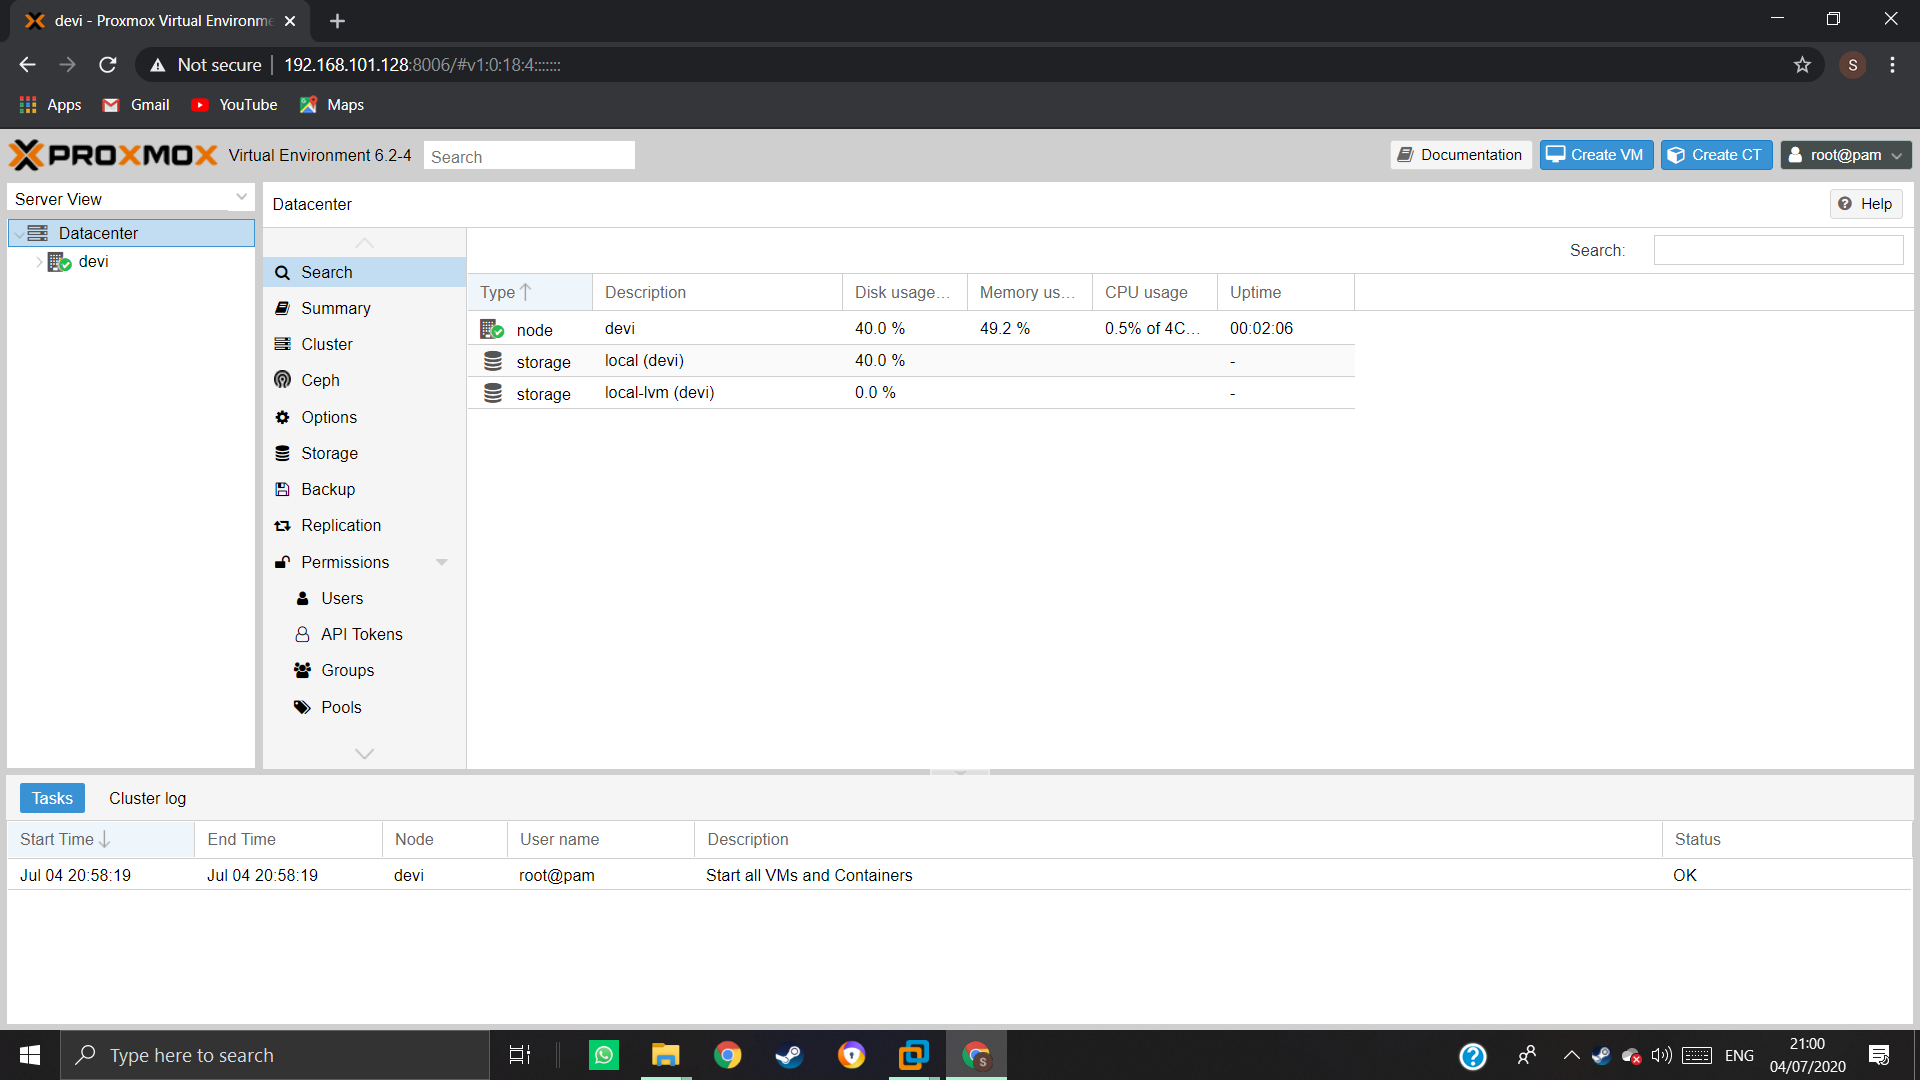 devi - Proxmox Virtual Environme
Not secure
192.168.101.128:8006/#v1:0:18:4:::::::
S
Apps
Gmail
YouTube
Maps
PROXMOX
Virtual Environment 6.2-4
Search
Documentation
Create VM
Create CT
root@pam
Server View
Datacenter
devi
Datacenter
Help
Search
Summary
Cluster
Ceph
Options
Storage
Backup
Replication
Permissions
Users
API Tokens
Groups
Pools
Search:
Type Description Disk usage... Memory us... CPU usage Uptime
node devi 40.0 % 49.2 % 0.5% of 4C... 00:02:06
storage local (devi) 40.0 % -
storage local-lvm (devi) 0.0 % -
Tasks
Cluster log
Start Time End Time Node User name Description Status
Jul 04 20:58:19 Jul 04 20:58:19 devi root@pam Start all VMs and Containers OK
Type here to search
S
ENG
21:00
04/07/2020